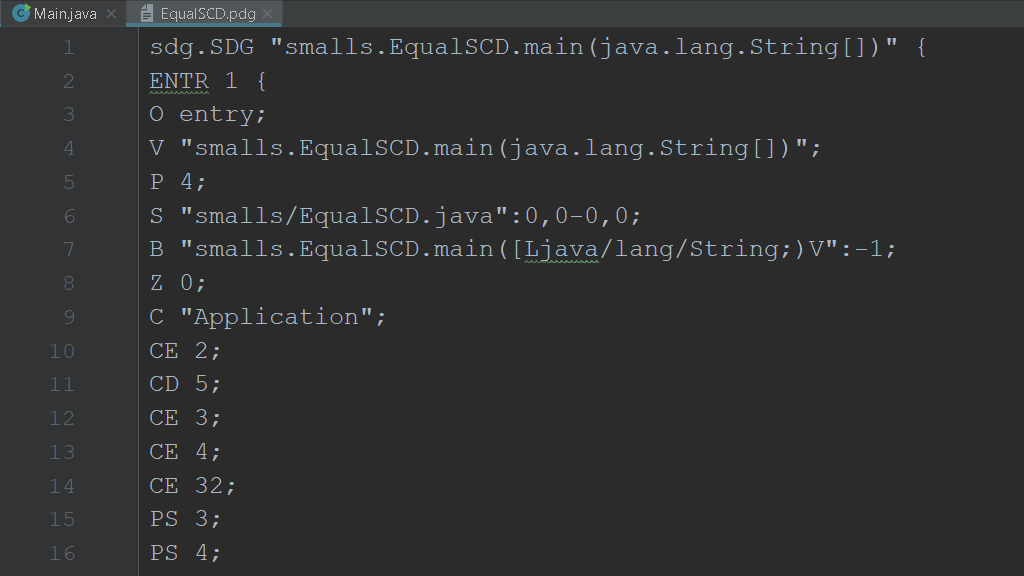 Main.java EqualSCD.pdg
1 sdg.SDG "smalls.EqualSCD.main(java.lang.String[])" {
2 ENTR 1 {
3 O entry;
4 V "smalls.EqualSCD.main(java.lang.String[])";
5 P 4;
6 S "smalls/EqualSCD.java":0,0-0,0;
7 B "smalls.EqualSCD.main([Ljava/lang/String;)V":-1;
8 Z 0;
9 C "Application";
10 CE 2;
11 CD 5;
12 CE 3;
13 CE 4;
14 CE 32;
15 PS 3;
16 PS 4;